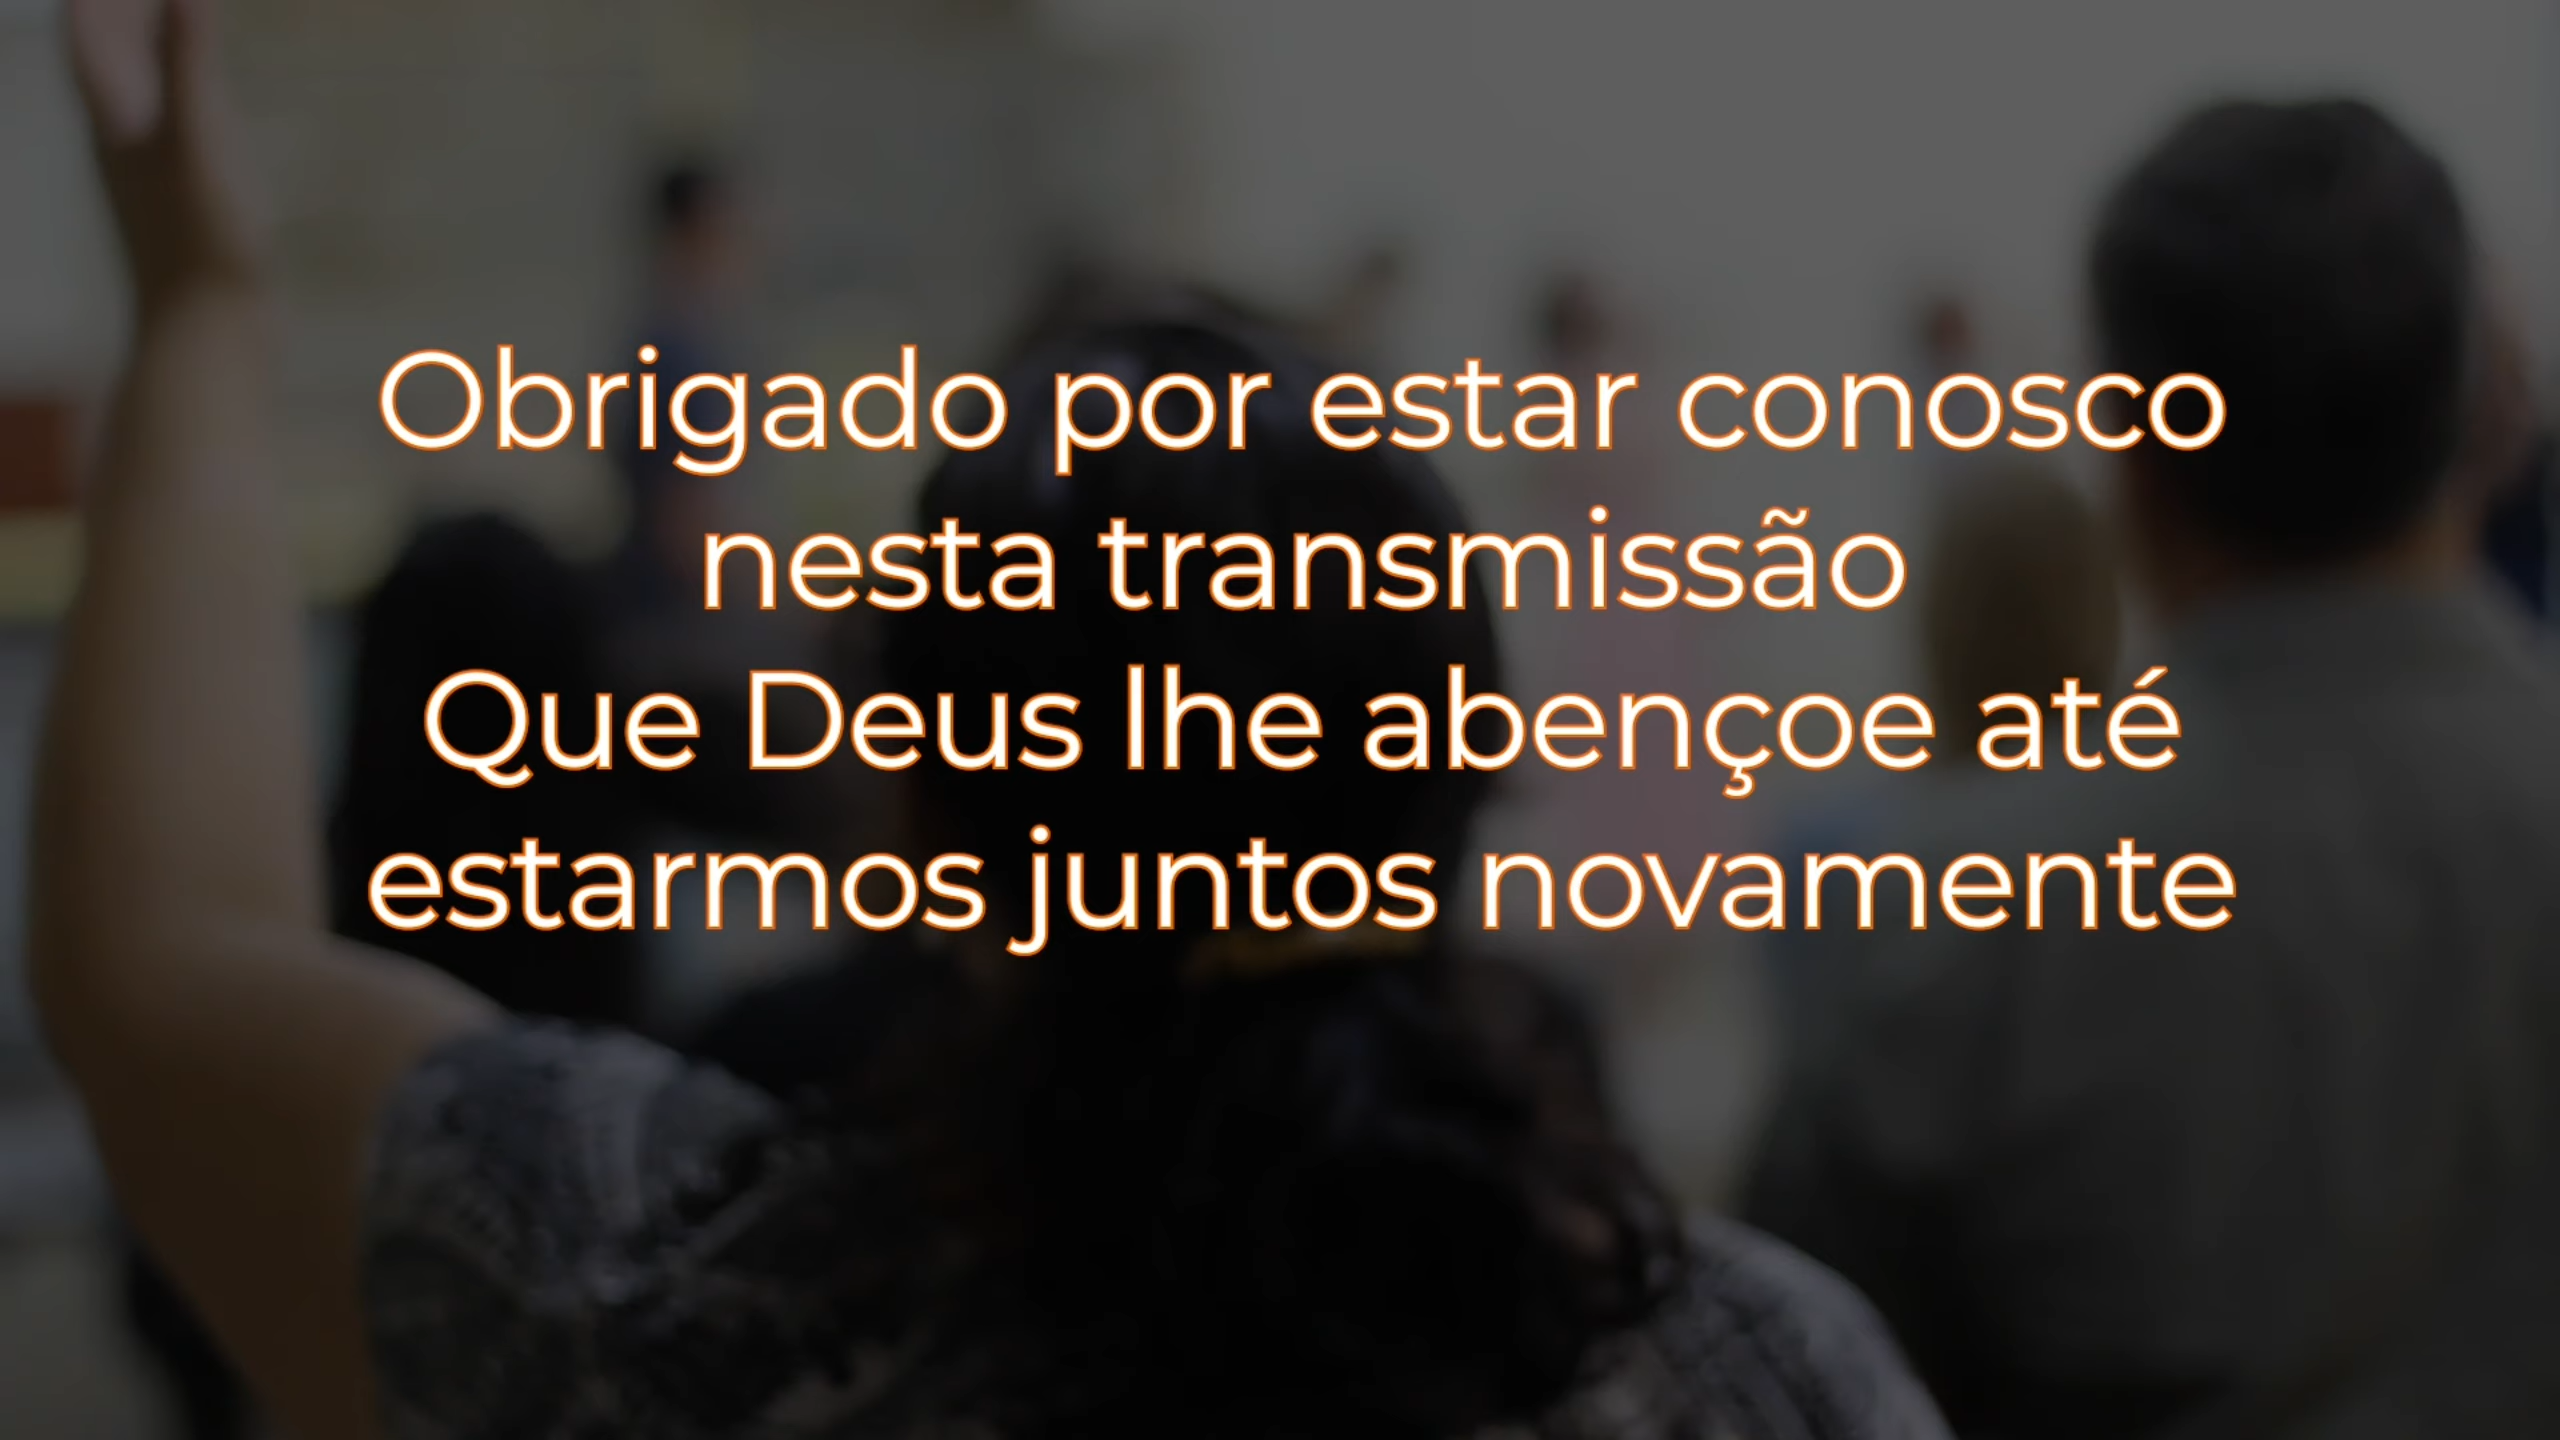 Obrigado por estar conosco
nesta transmissão
Que Deus lhe abençoe até
estarmos juntos novamente